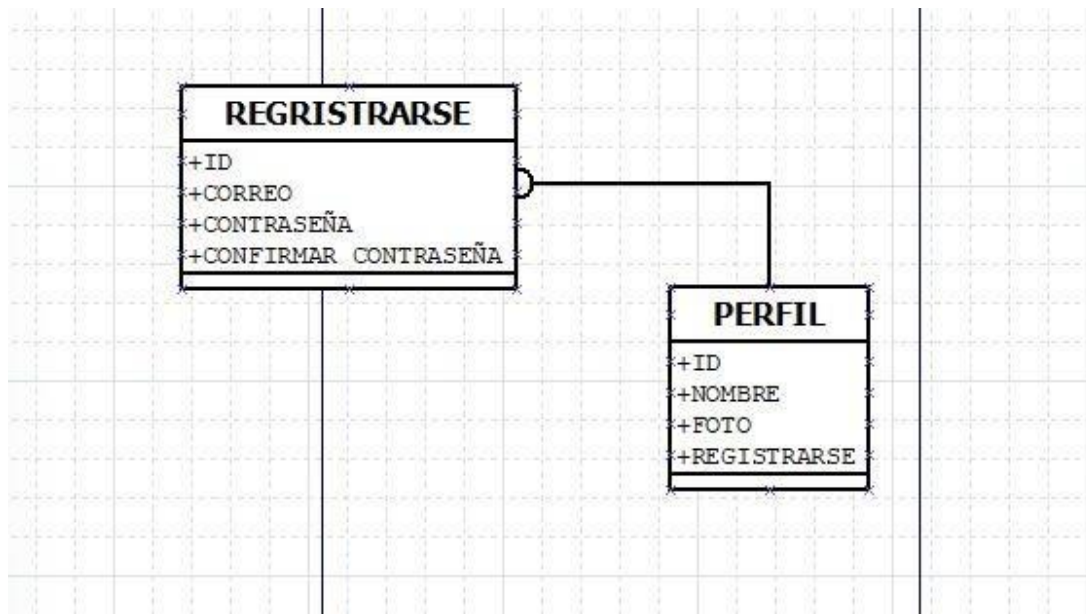 REGRISTRARSE
+ID
+CORREO
+CONTRASEÑA
+CONFIRMAR CONTRASEÑA
PERFIL
+ID
+NOMBRE
+FOTO
+REGISTRARSE